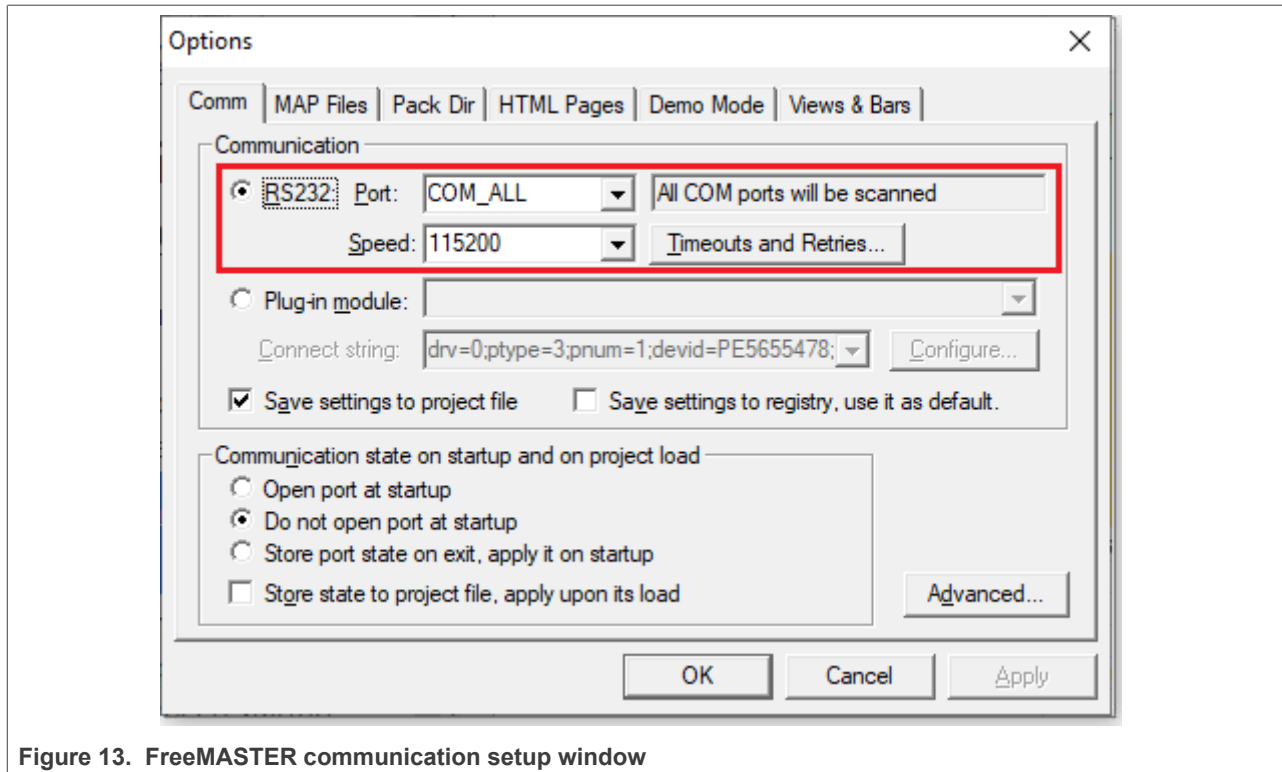 Options
Comm MAP Files Pack Dir HTML Pages Demo Mode Views & Bars
Communication
RS232: Port: COM_ALL All COM ports will be scanned
Speed: 115200 Timeouts and Retries...
Plug-in module:
Connect string: drv=0;ptype=3;pnum=1;devid=PE5655478; Configure...
Save settings to project file Save settings to registry, use it as default.
Communication state on startup and on project load
Open port at startup
Do not open port at startup
Store port state on exit, apply it on startup
Store state to project file, apply upon its load Advanced...
OK Cancel Apply
Figure 13. FreeMASTER communication setup window